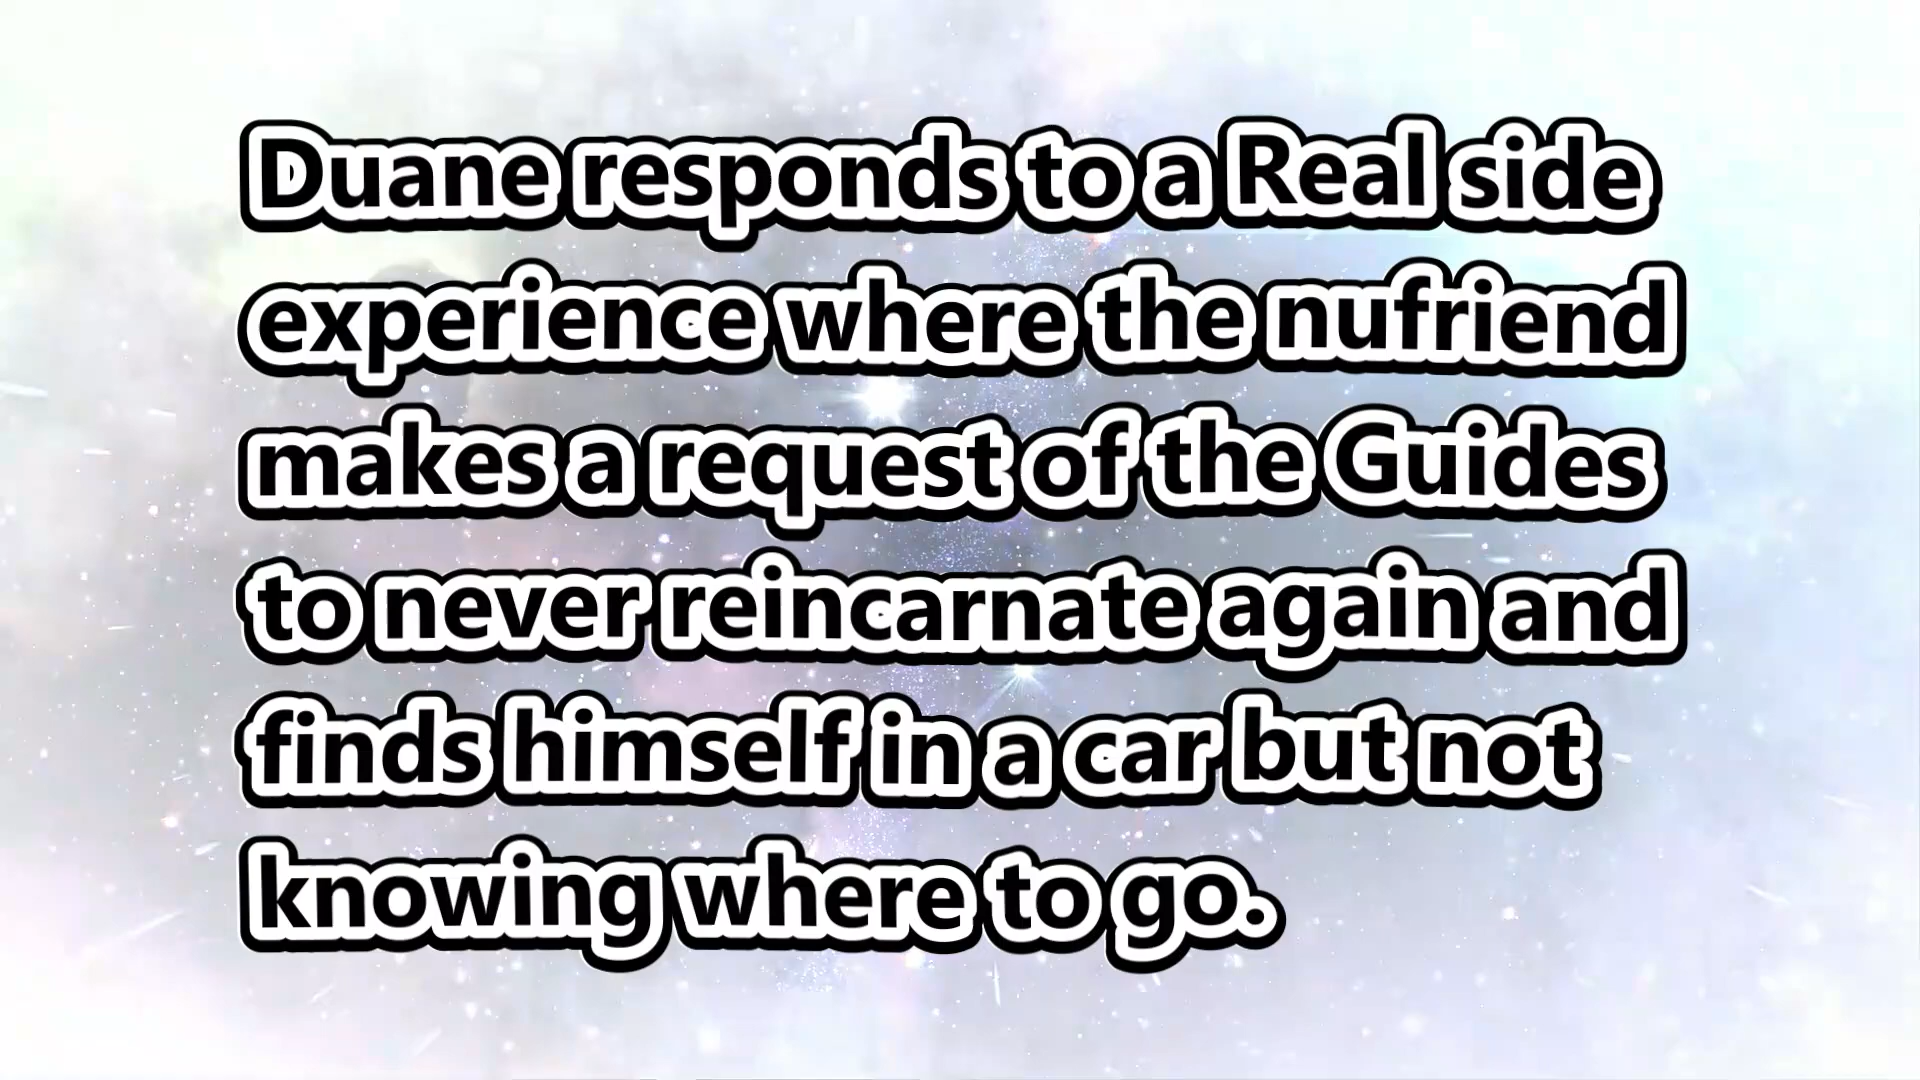 Duane responds to a Real side
experience where the nufriend
makes a request of the Guides
to never reincarnate again and
finds himself in a car but not
knowing where to go.